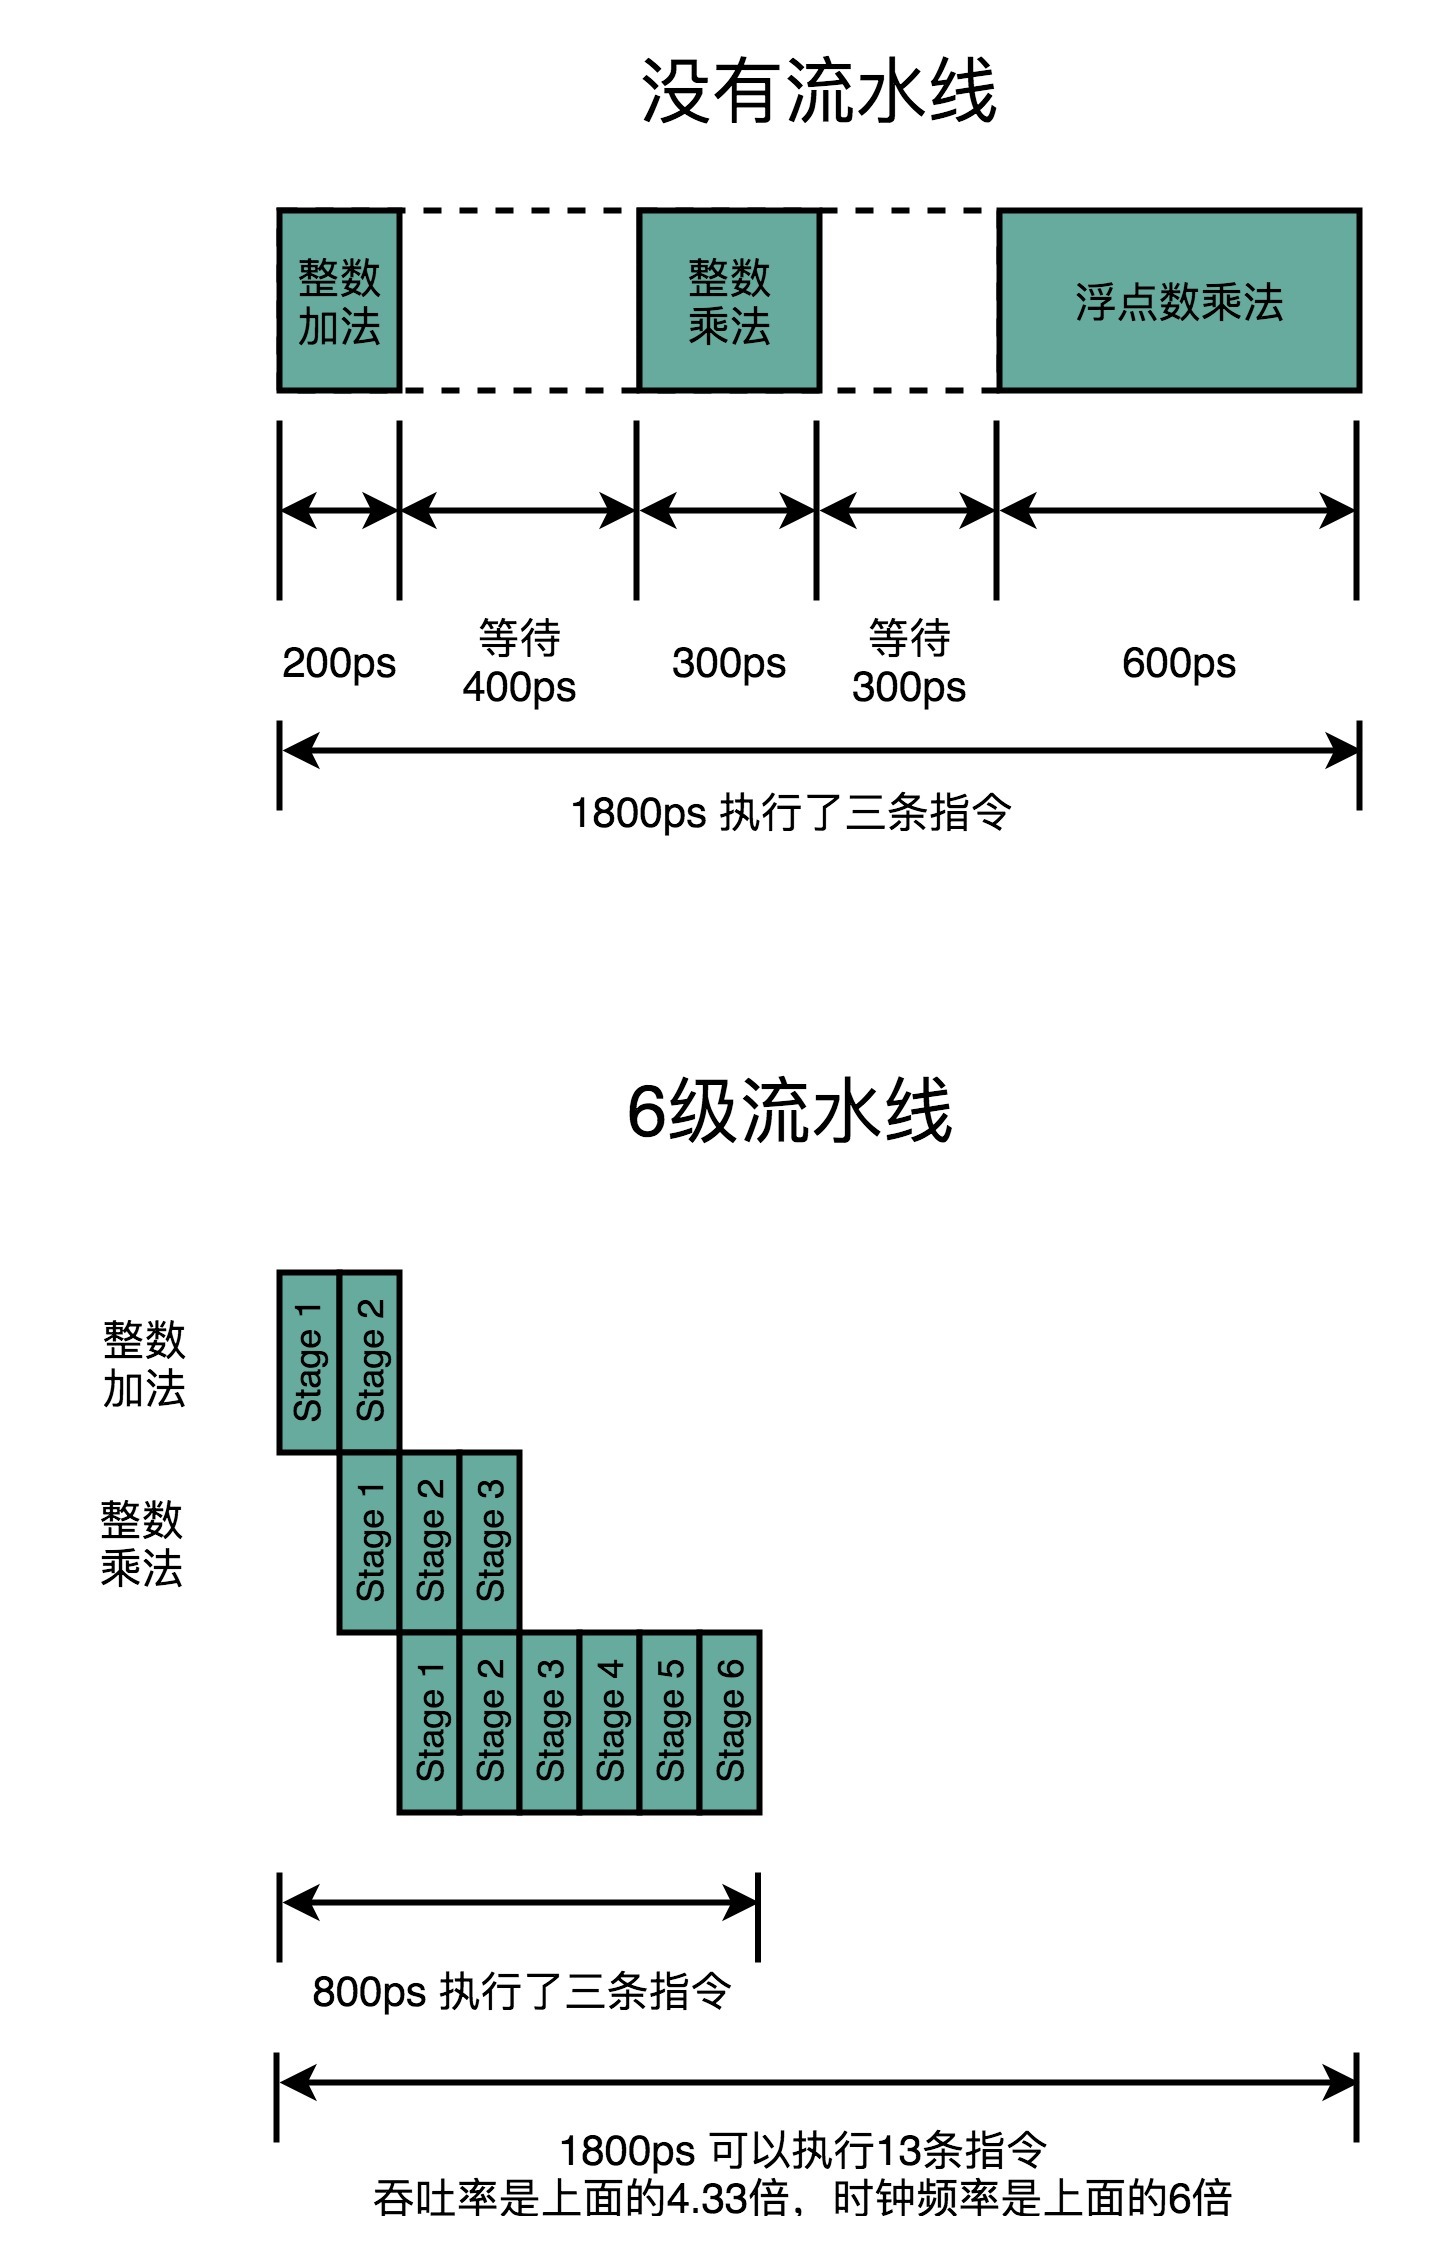 没有流水线
整数
加法
整数
乘法
浮点数乘法
200ps
等待
400ps
300ps
等待
300ps
600ps
1800ps 执行了三条指令
6级流水线
整数
加法
Stage 1
Stage 2
整数
乘法
Stage 1
Stage 2
Stage 3
Stage 1
Stage 2
Stage 3
Stage 4
Stage 5
Stage 6
800ps 执行了三条指令
1800ps 可以执行13条指令
吞吐率是上面的4.33倍，时钟频率是上面的6倍